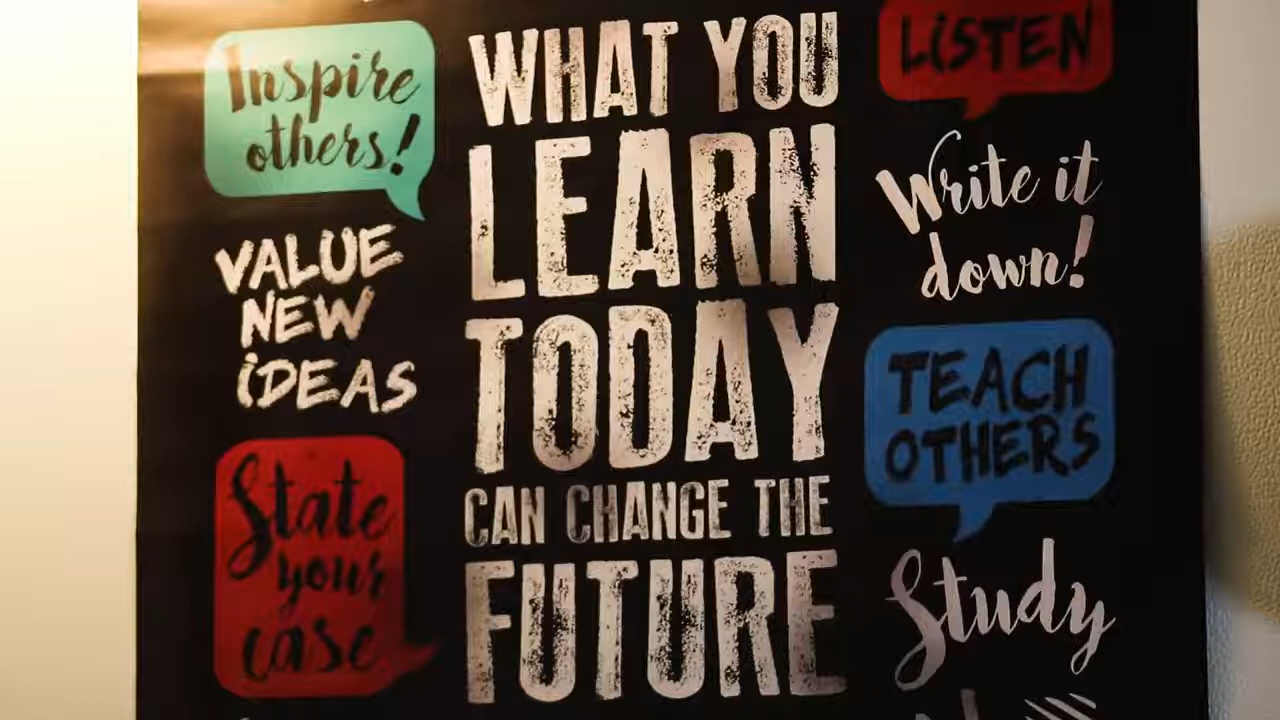 Inspire
others!
VALUE
NEW
iDEAS
State
your
case
WHAT YOU
LEARN
TODAY
CAN CHANGE THE
FUTURE
LiSTEN
Write it
down!
TEACH
OTHERS
Study